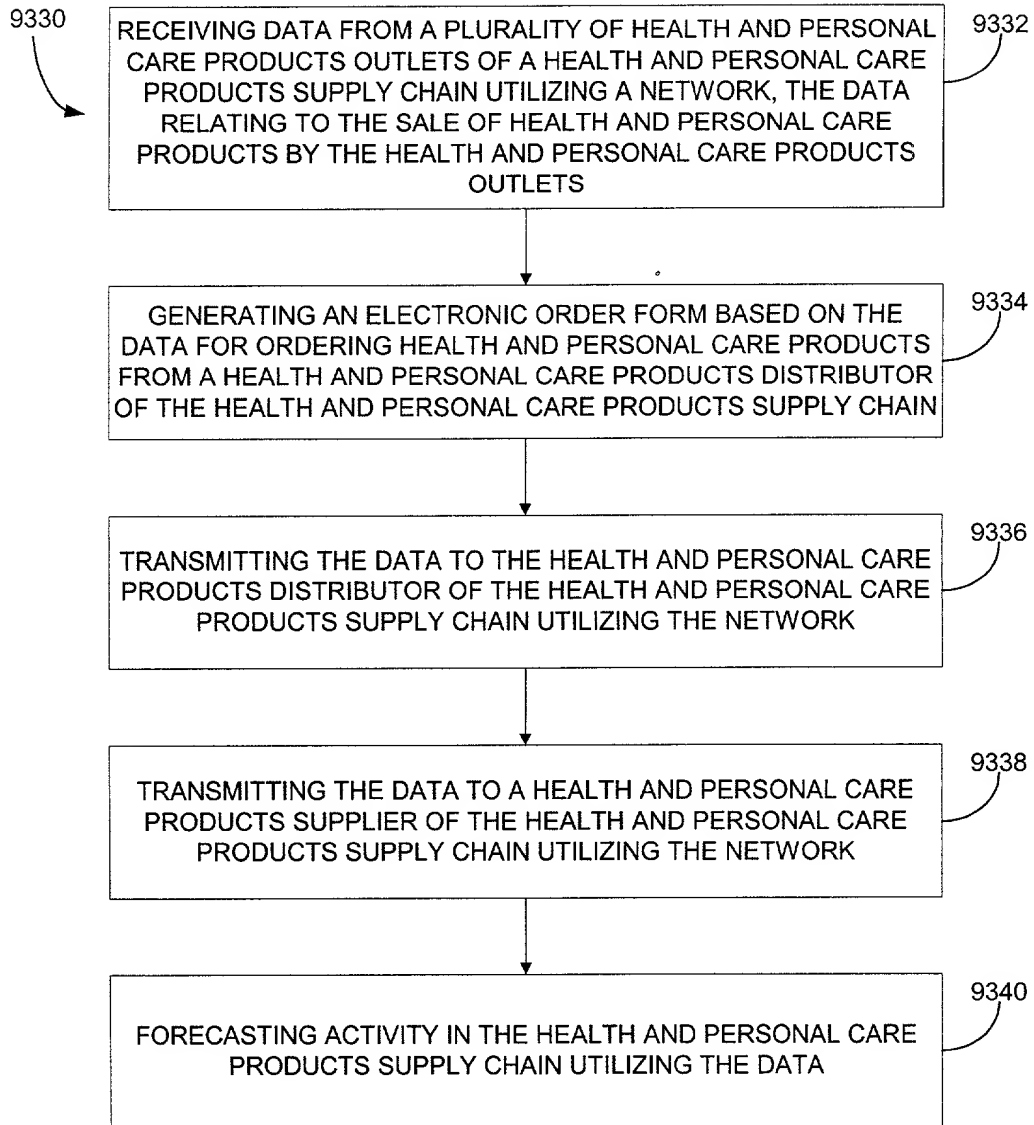 9330
RECEIVING DATA FROM A PLURALITY OF HEALTH AND PERSONAL
CARE PRODUCTS OUTLETS OF A HEALTH AND PERSONAL CARE
PRODUCTS SUPPLY CHAIN UTILIZING A NETWORK, THE DATA
RELATING TO THE SALE OF HEALTH AND PERSONAL CARE
PRODUCTS BY THE HEALTH AND PERSONAL CARE PRODUCTS
OUTLETS
9332
GENERATING AN ELECTRONIC ORDER FORM BASED ON THE
DATA FOR ORDERING HEALTH AND PERSONAL CARE PRODUCTS
FROM A HEALTH AND PERSONAL CARE PRODUCTS DISTRIBUTOR
OF THE HEALTH AND PERSONAL CARE PRODUCTS SUPPLY CHAIN
9334
TRANSMITTING THE DATA TO THE HEALTH AND PERSONAL CARE
PRODUCTS DISTRIBUTOR OF THE HEALTH AND PERSONAL CARE
PRODUCTS SUPPLY CHAIN UTILIZING THE NETWORK
9336
TRANSMITTING THE DATA TO A HEALTH AND PERSONAL CARE
PRODUCTS SUPPLIER OF THE HEALTH AND PERSONAL CARE
PRODUCTS SUPPLY CHAIN UTILIZING THE NETWORK
9338
FORECASTING ACTIVITY IN THE HEALTH AND PERSONAL CARE
PRODUCTS SUPPLY CHAIN UTILIZING THE DATA
9340